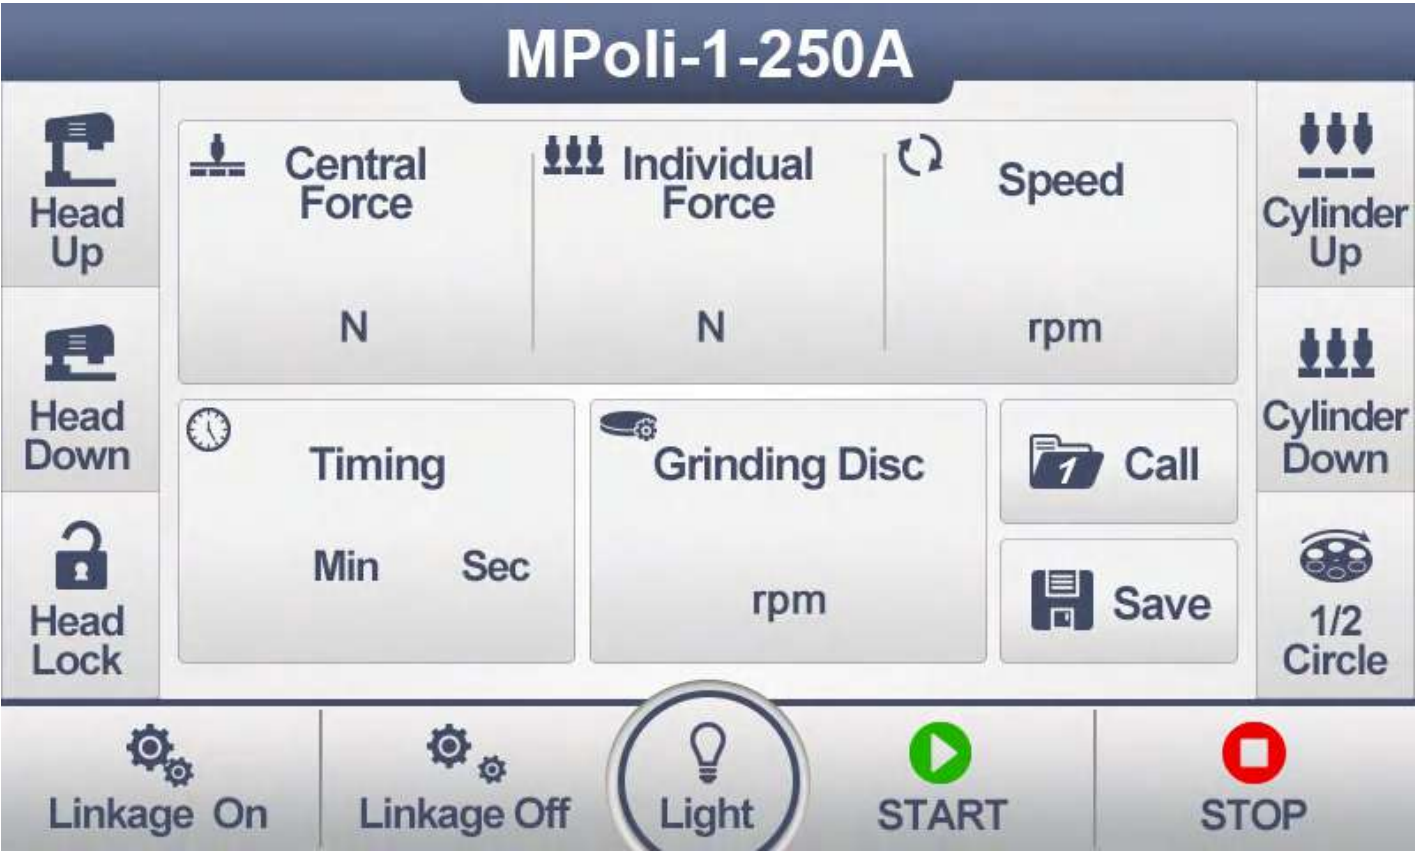 MPoli-1-250A
Head
Up
Head
Down
Head
Lock
Central
Force
N
Individual
Force
N
Speed
rpm
Timing
Min Sec
Grinding Disc
rpm
1
Call
Save
Cylinder
Up
Cylinder
Down
1/2
Circle
Linkage On
Linkage Off
Light
START
STOP